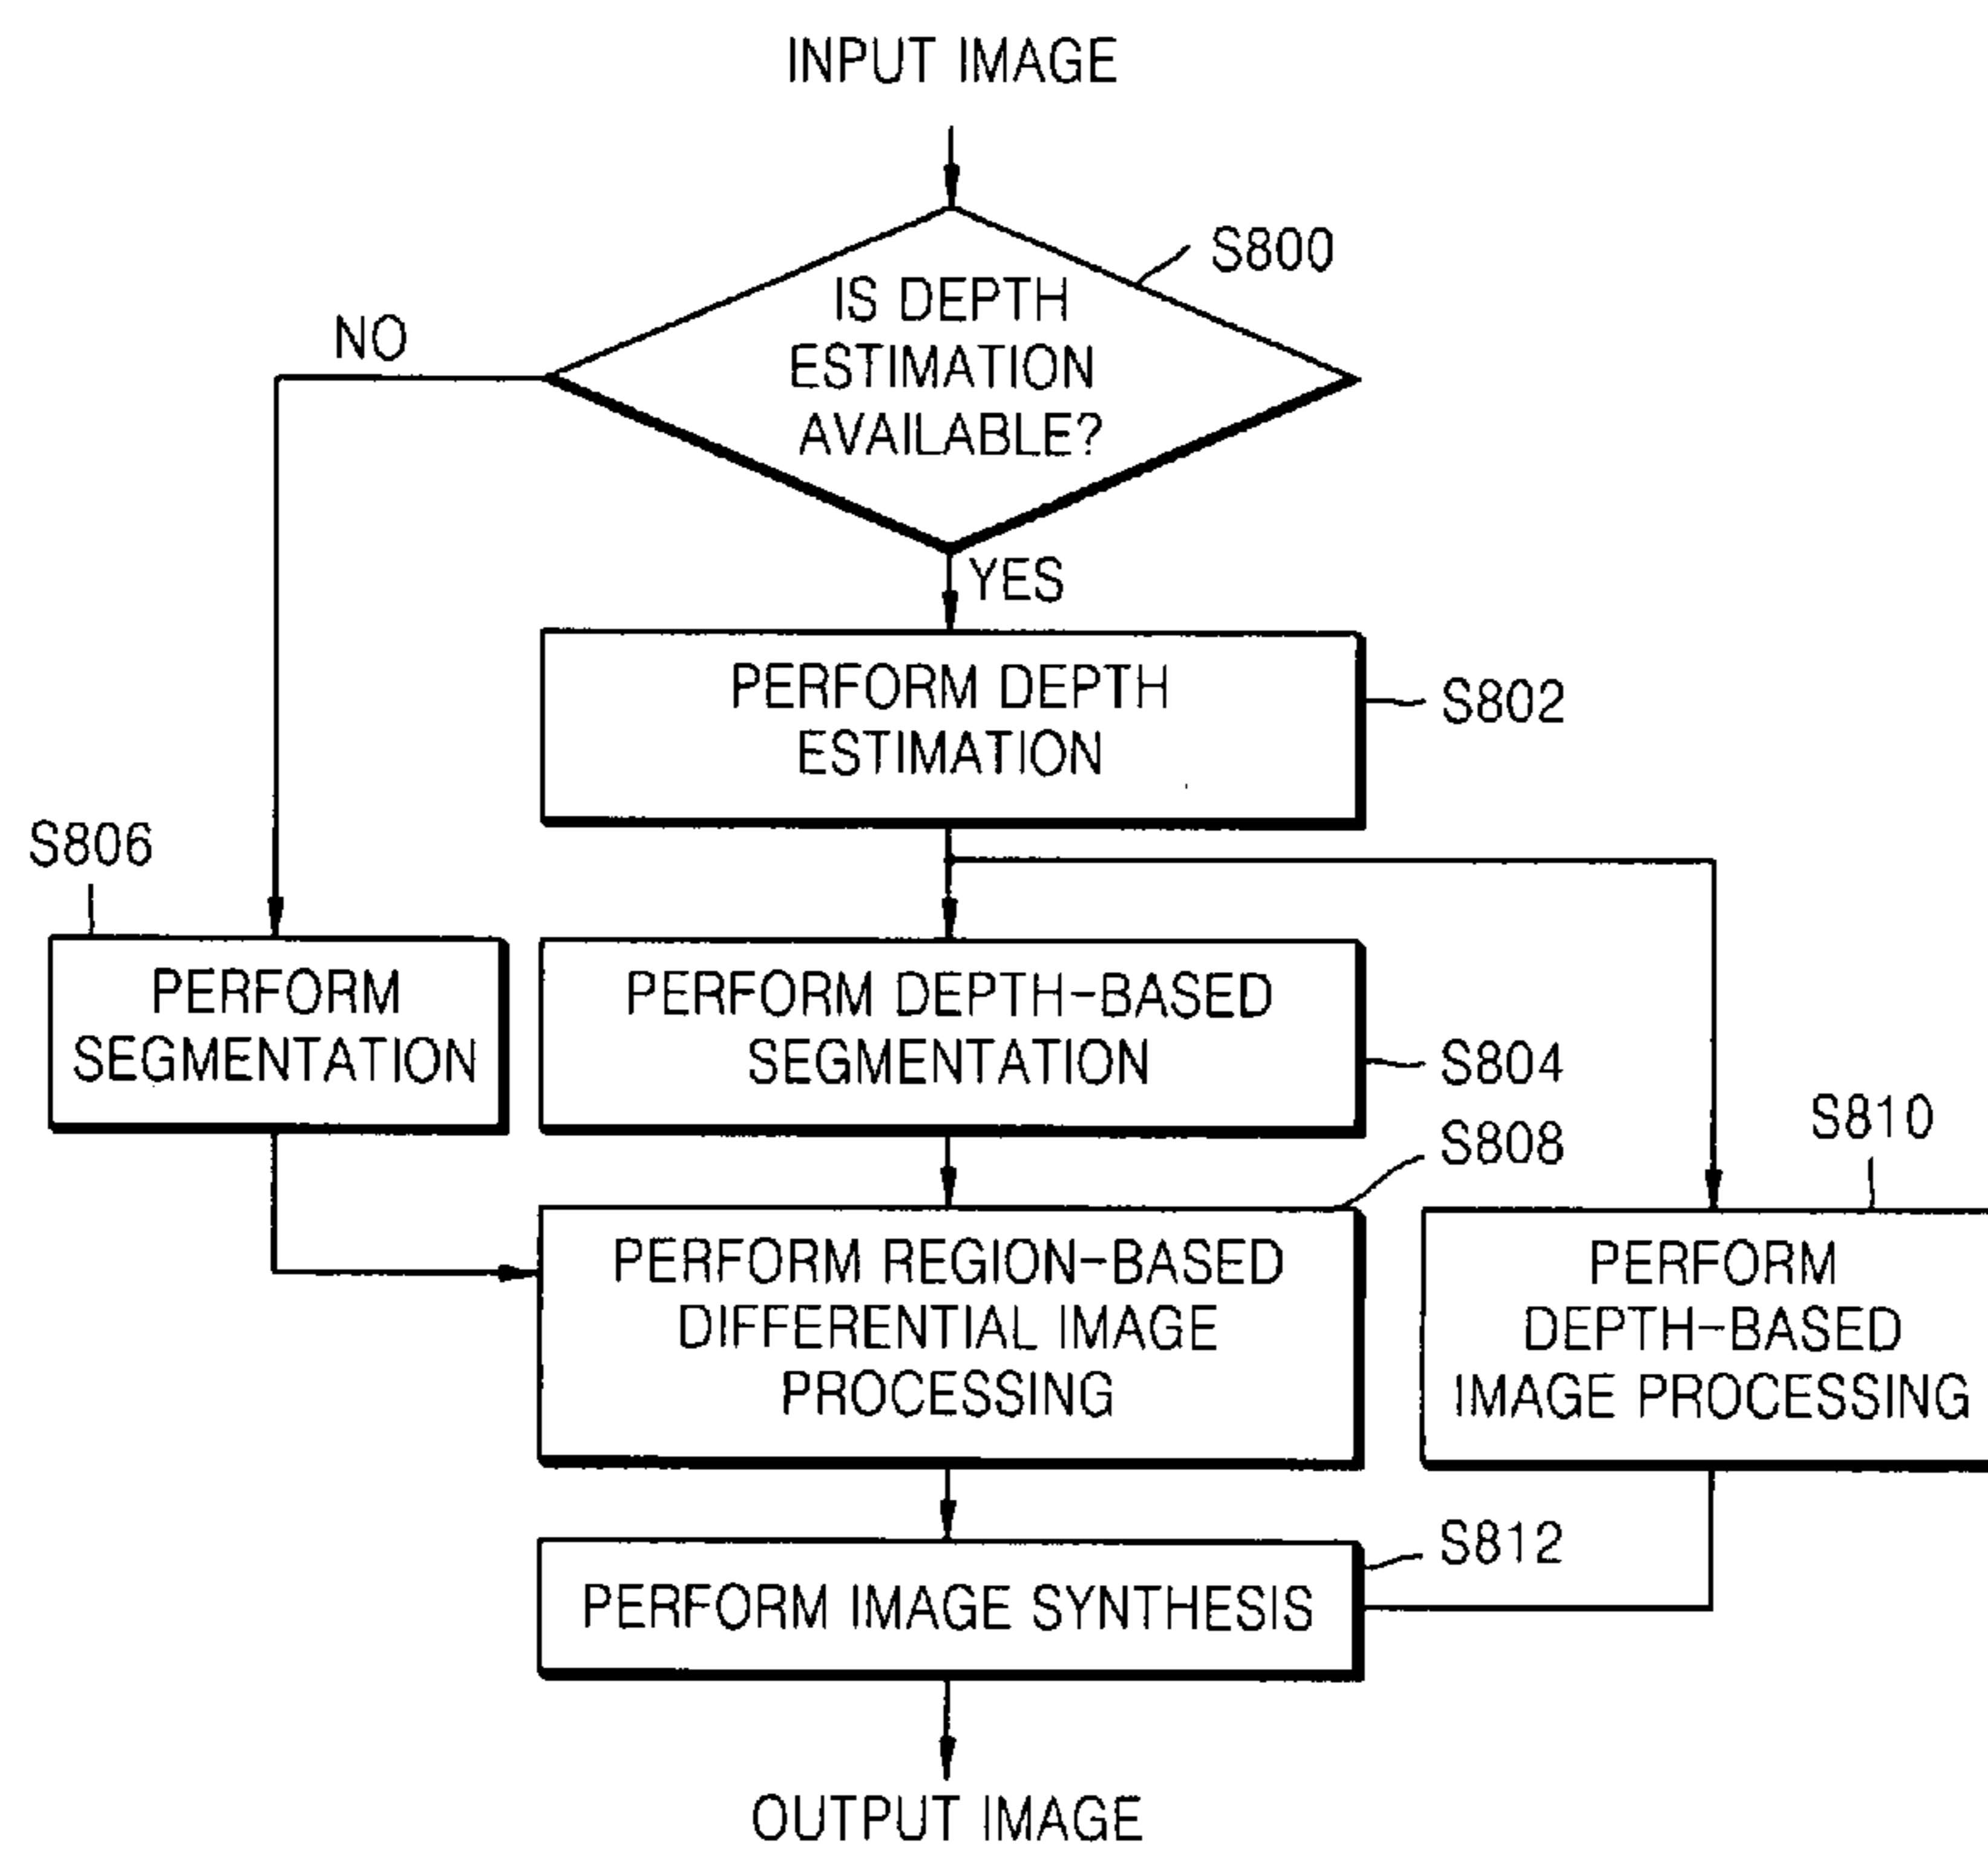 INPUT IMAGE
S800
IS DEPTH
ESTIMATION
AVAILABLE?
NO
YES
PERFORM DEPTH
ESTIMATION
S802
S806
PERFORM
SEGMENTATION
PERFORM DEPTH-BASED
SEGMENTATION
S804
S808
S810
PERFORM REGION-BASED
DIFFERENTIAL IMAGE
PROCESSING
PERFORM
DEPTH-BASED
IMAGE PROCESSING
S812
PERFORM IMAGE SYNTHESIS
OUTPUT IMAGE